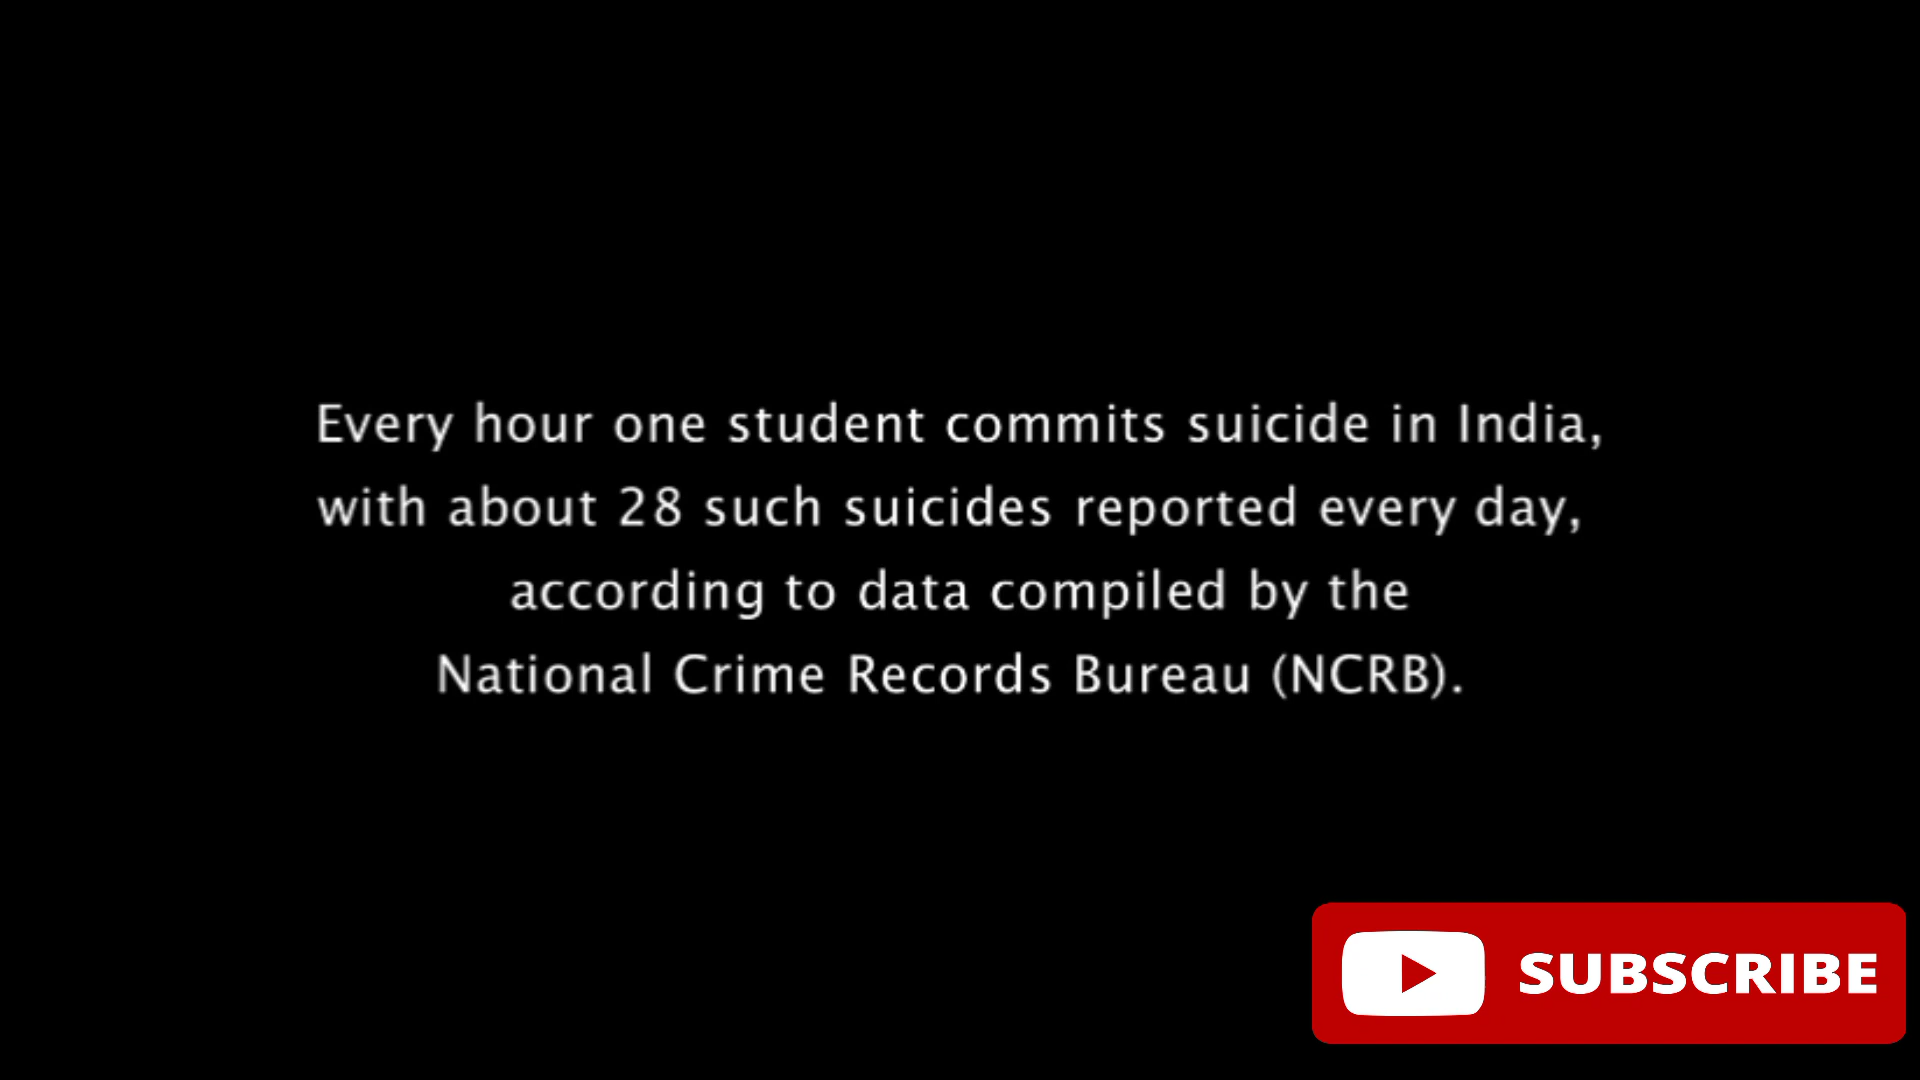 Every hour one student commits suicide in India,
with about 28 such suicides reported every day,
according to data compiled by the
National Crime Records Bureau (NCRB).
SUBSCRIBE